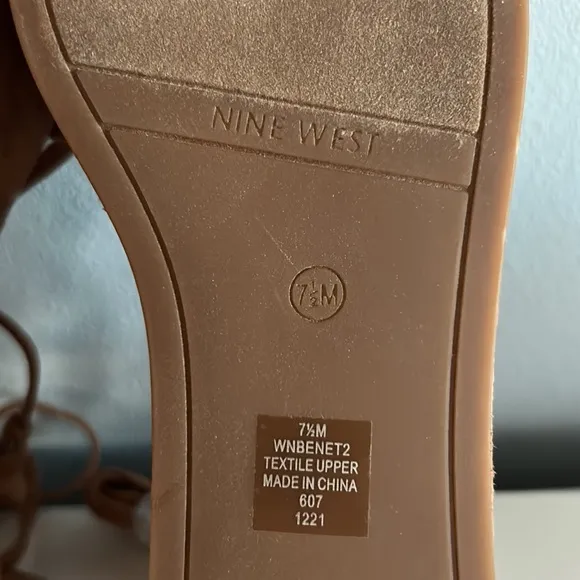 NINE WEST
7½M
7½M
WNBENET2
TEXTILE UPPER
MADE IN CHINA
607
1221